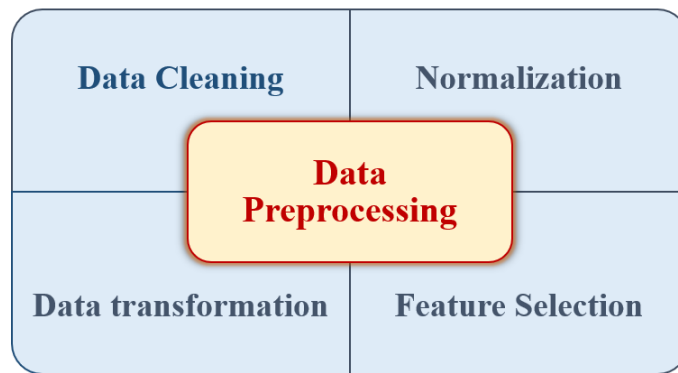 Data Cleaning
Normalization
Data
Preprocessing
Data transformation
Feature Selection